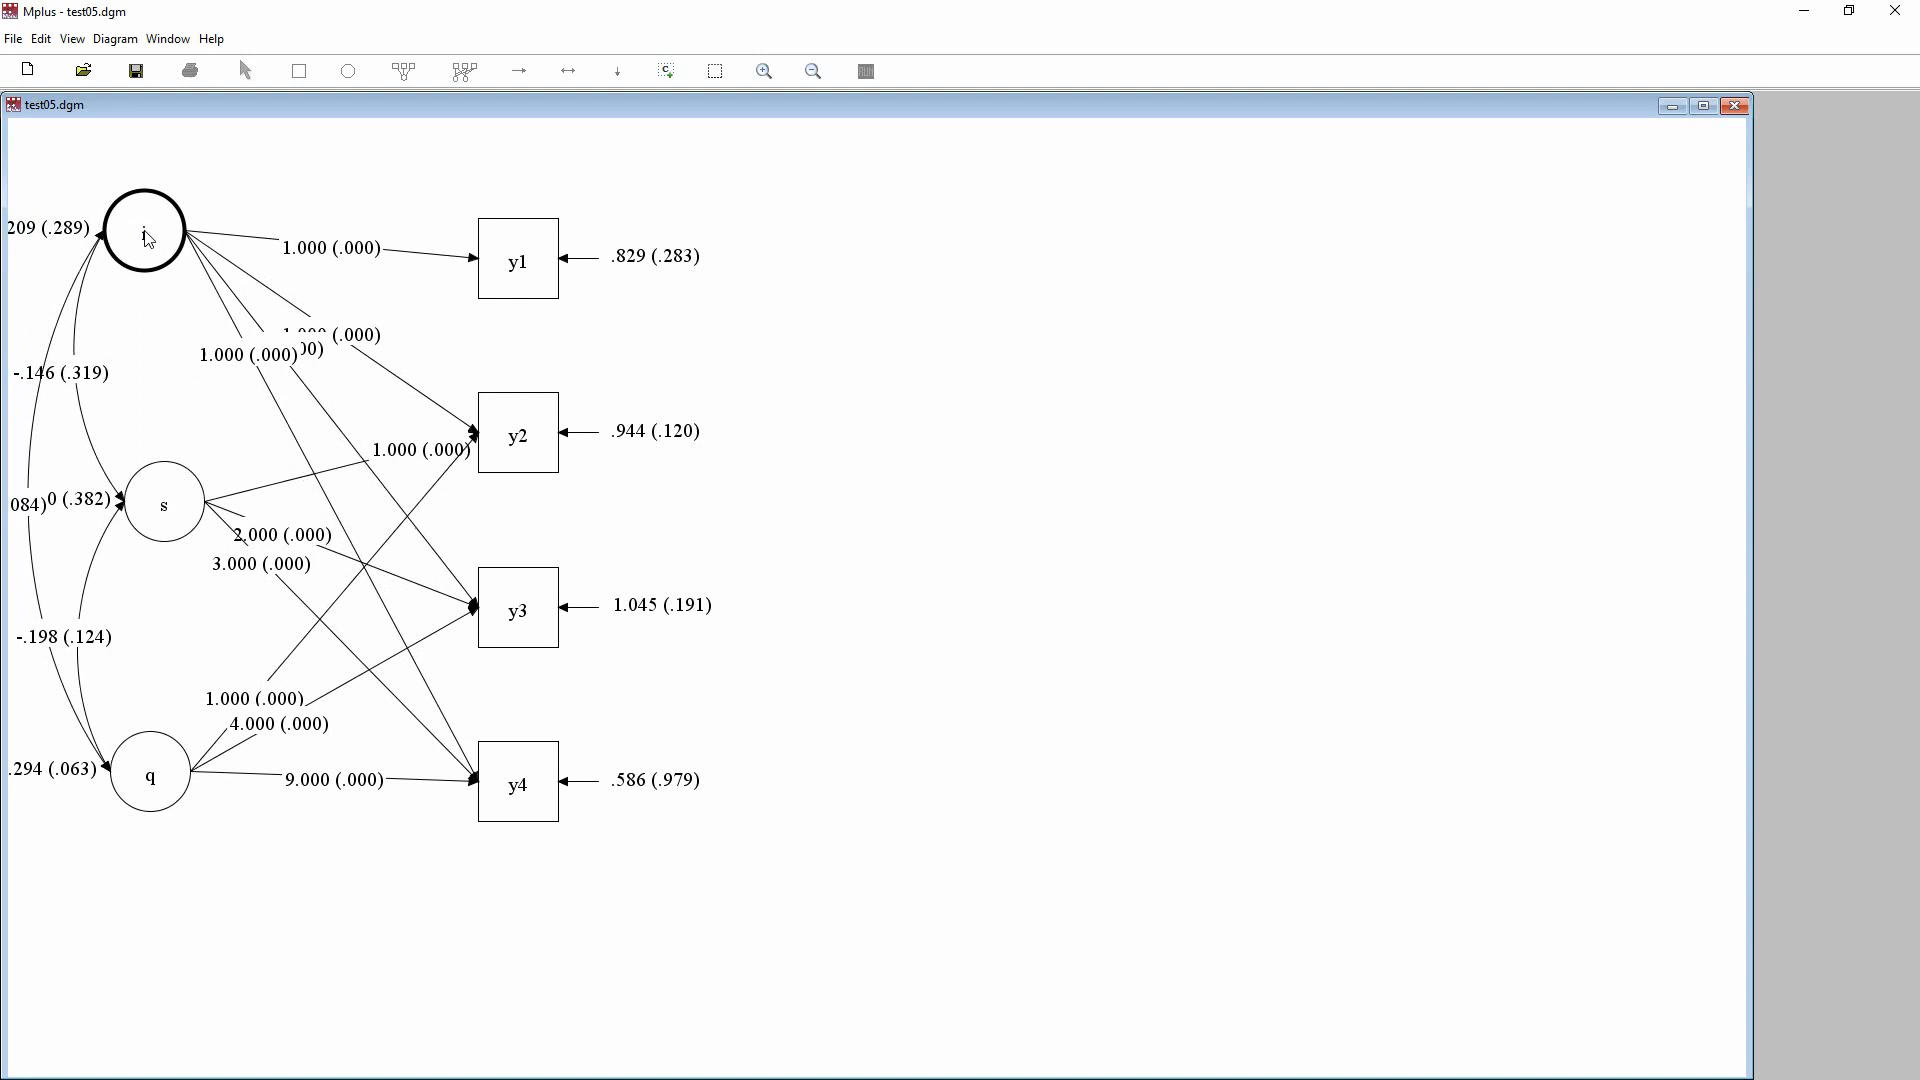 Mplus - test05.dgm
File Edit View Diagram Window Help
test05.dgm
209 (.289)
1.000 (.000)
y1
.829 (.283)
(.000)
1.000 (.000)
00)
-.146 (.319)
y2
.944 (.120)
1.000 (.000)
084)
0 (.382)
s
2.000 (.000)
3.000 (.000)
y3
1.045 (.191)
-.198 (.124)
1.000 (.000)
4.000 (.000)
.294 (.063)
q
9.000 (.000)
y4
.586 (.979)